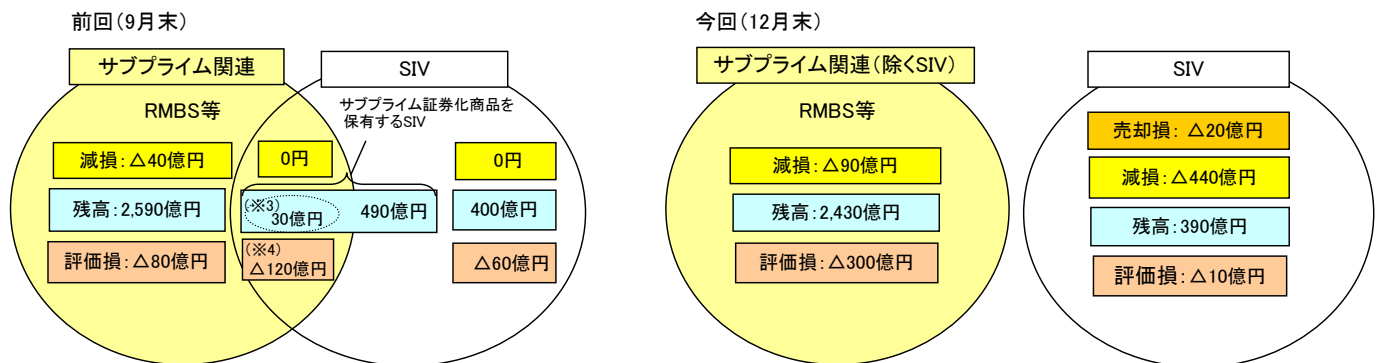 前回（9月末）
サブプライム関連
SIV
RMBS等
サブプライム証券化商品を
保有するSIV
減損：△40億円
0円
0円
残高：2,590億円
(※3)
30億円
490億円
400億円
評価損：△80億円
(※4)
△120億円
△60億円
今回（12月末）
サブプライム関連（除くSIV）
SIV
RMBS等
売却損：△20億円
減損：△90億円
減損：△440億円
残高：2,430億円
残高：390億円
評価損：△300億円
評価損：△10億円